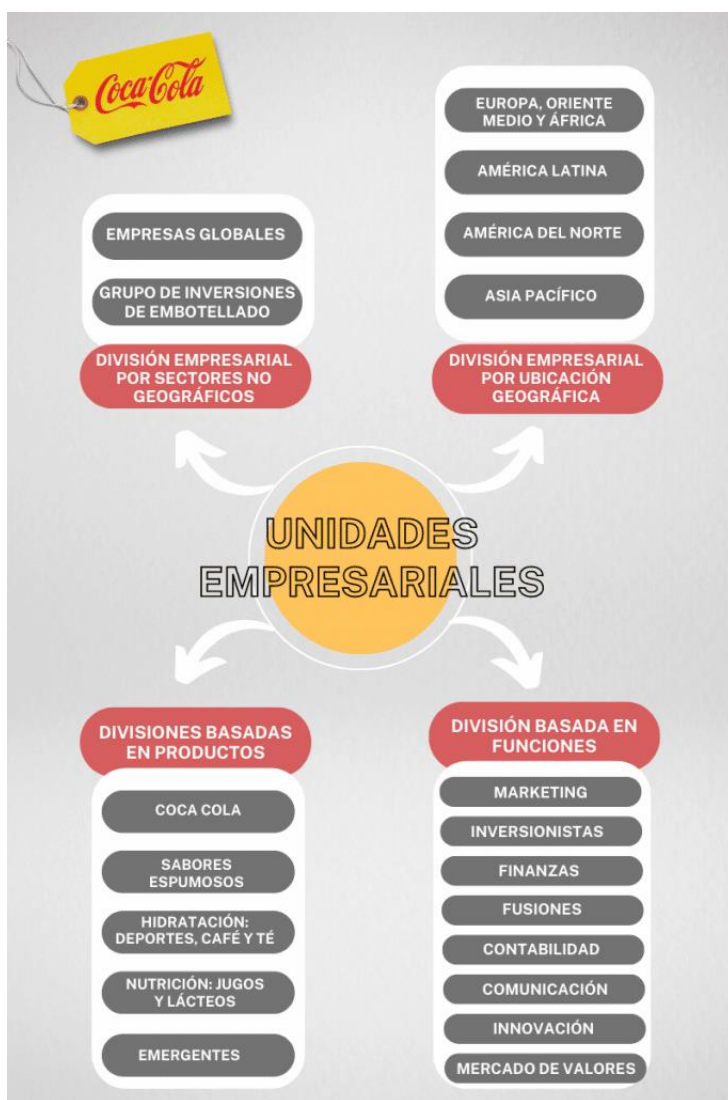 Coca-Cola
EMPRESAS GLOBALES
GRUPO DE INVERSIONES
DE EMBOTELLADO
DIVISIÓN EMPRESARIAL
POR SECTORES NO
GEOGRÁFICOS
EUROPA, ORIENTE
MEDIO Y ÁFRICA
AMÉRICA LATINA
AMÉRICA DEL NORTE
ASIA PACÍFICO
DIVISIÓN EMPRESARIAL
POR UBICACIÓN
GEOGRÁFICA
UNIDADES
EMPRESARIALES
DIVISIONES BASADAS
EN PRODUCTOS
COCA COLA
SABORES
ESPUMOSOS
HIDRATACIÓN:
DEPORTES, CAFÉ Y TÉ
NUTRICIÓN: JUGOS
Y LÁCTEOS
EMERGENTES
DIVISIÓN BASADA EN
FUNCIONES
MARKETING
INVERSIONISTAS
FINANZAS
FUSIONES
CONTABILIDAD
COMUNICACIÓN
INNOVACIÓN
MERCADO DE VALORES